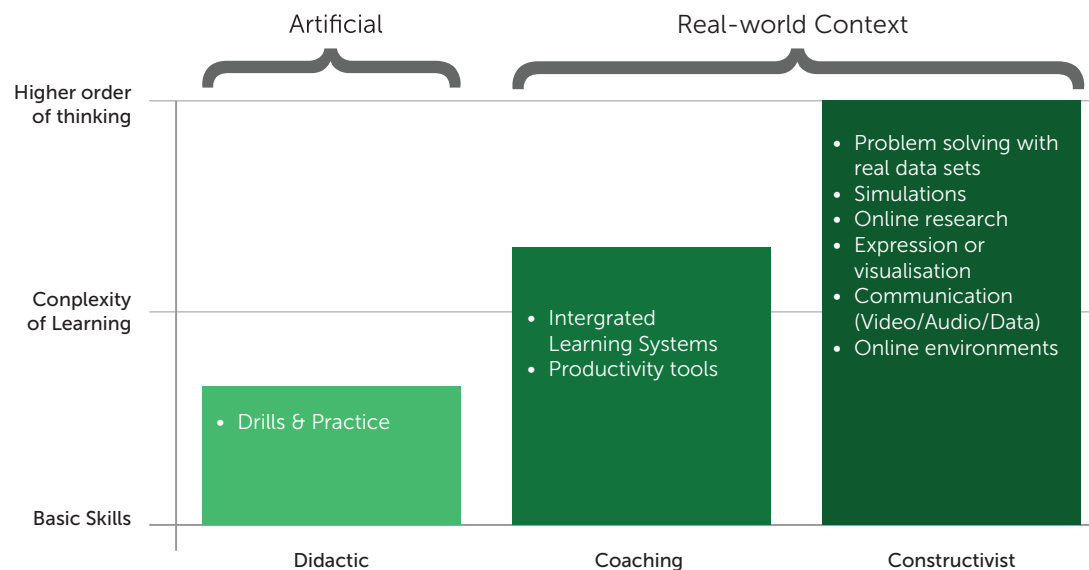 Artificial
Real-world Context
Higher order
of thinking
Conplexity
of Learning
Basic Skills
• Drills & Practice
• Intergrated
Learning Systems
• Productivity tools
• Problem solving with
real data sets
• Simulations
• Online research
• Expression or
visualisation
• Communication
(Video/Audio/Data)
• Online environments
Didactic
Coaching
Constructivist